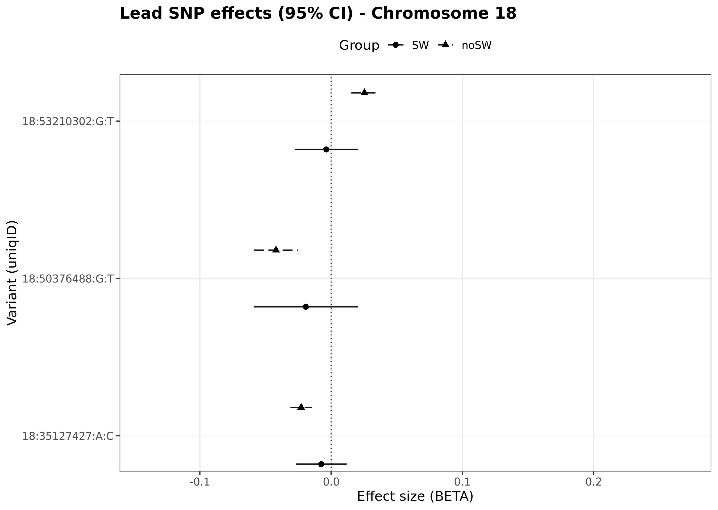 Lead SNP effects (95% CI) - Chromosome 18
Group SW noSW
18:53210302:G:T
18:50376488:G:T
18:35127427:A:C
Variant (uniqID)
-0.1 0.0 0.1 0.2
Effect size (BETA)